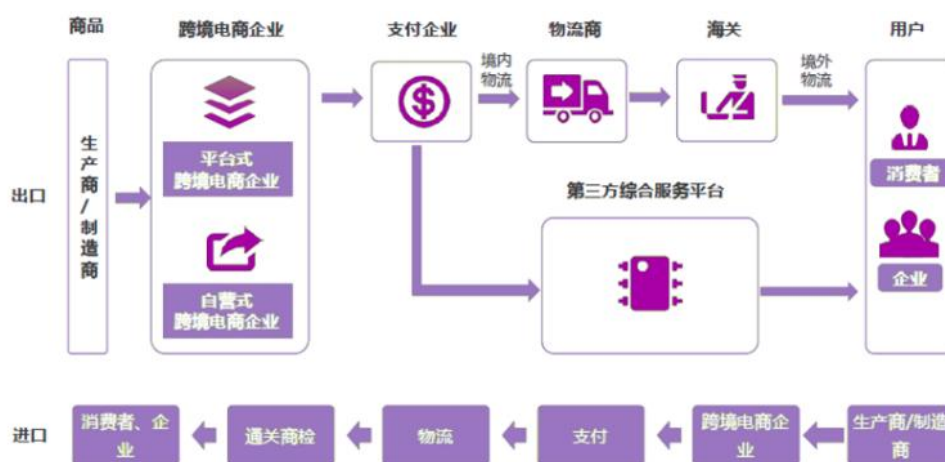 商品
跨境电商企业
支付企业
物流商
海关
用户
境内
物流
境外
物流
出口
生产商/制造商
平台式
跨境电商企业
自营式
跨境电商企业
$
第三方综合服务平台
消费者
企业
进口
消费者、企
业
通关商检
物流
支付
跨境电商企
业
生产商/制造
商